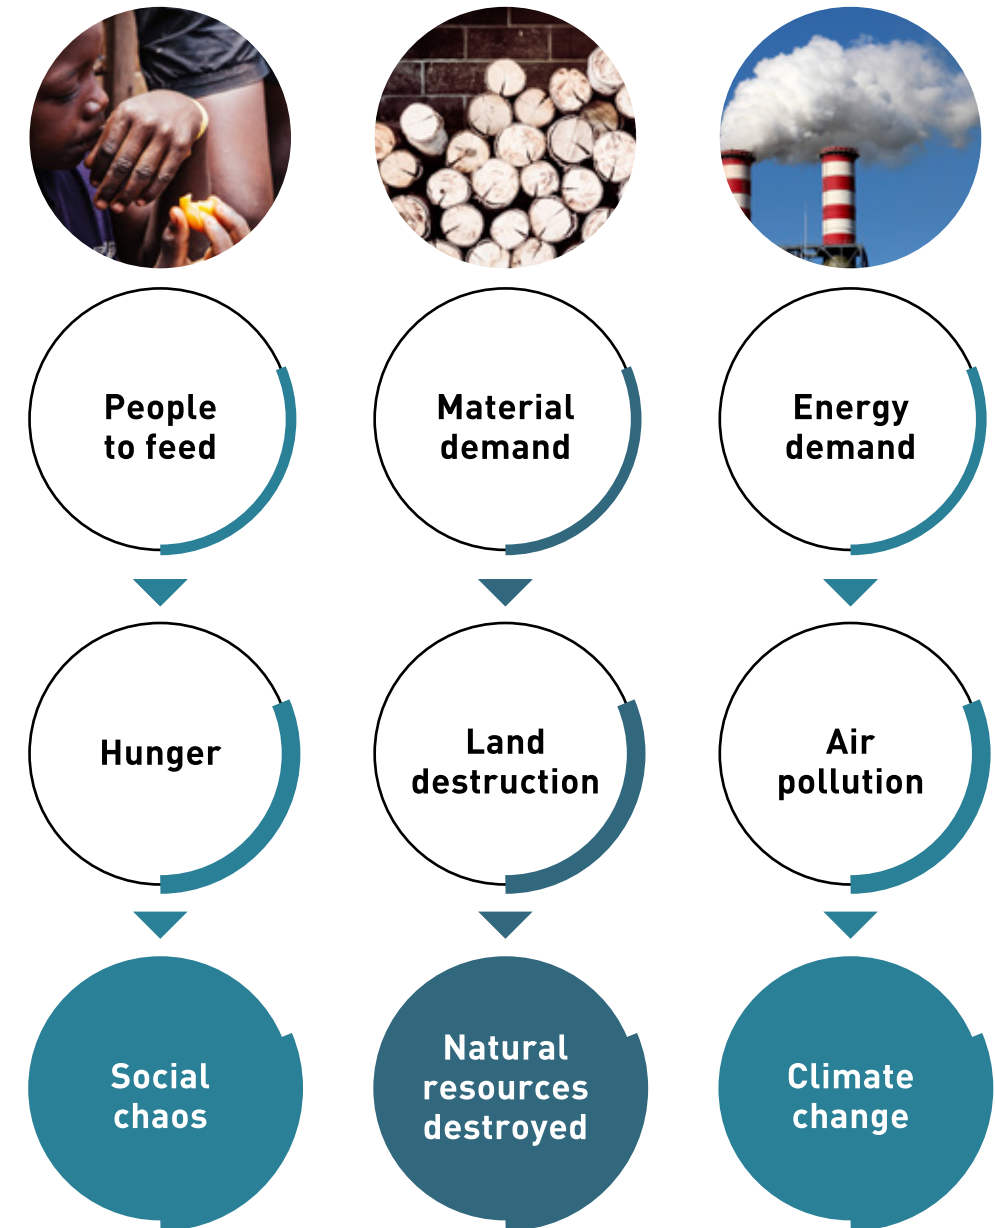 People
to feed
Material
demand
Energy
demand
Hunger
Land
destruction
Air
pollution
Social
chaos
Natural
resources
destroyed
Climate
change